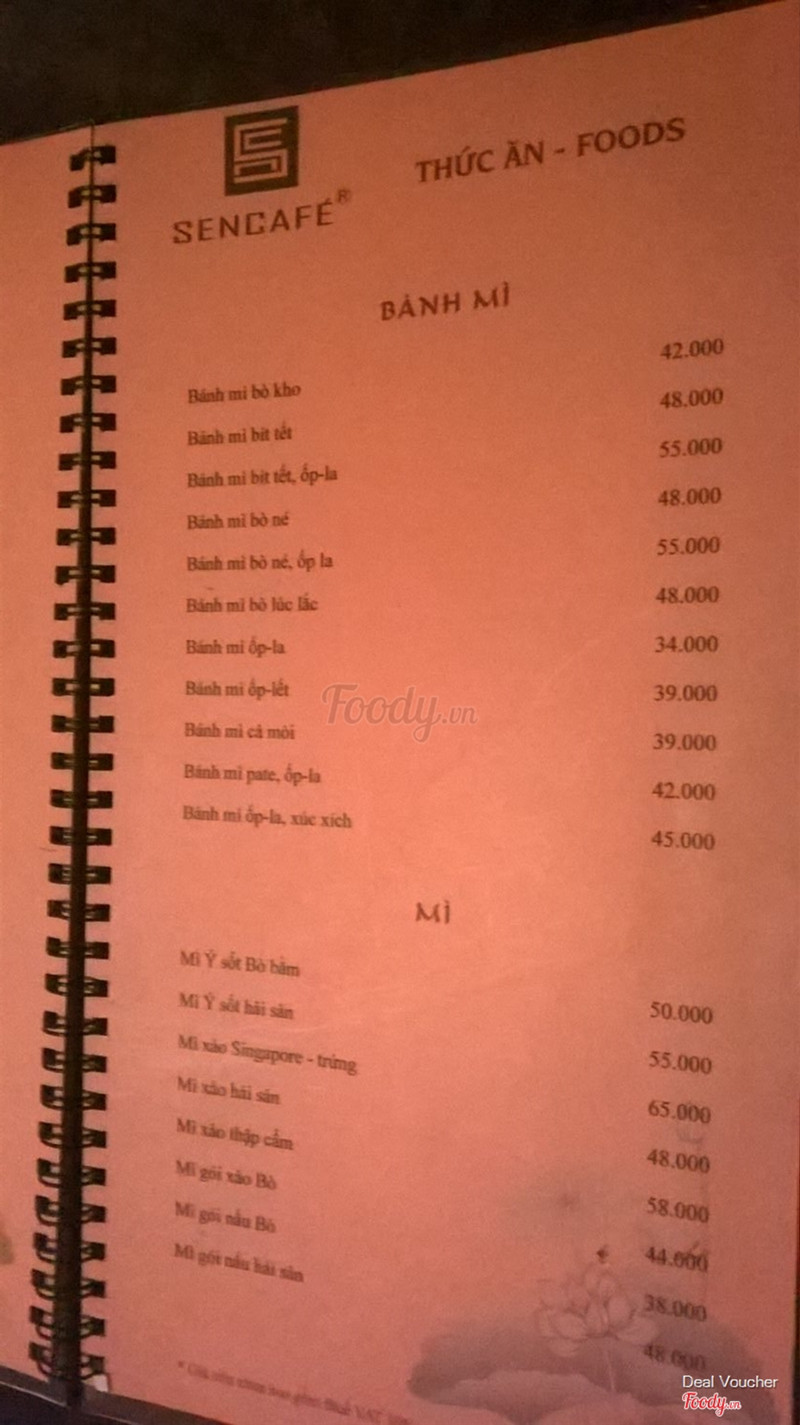 SENCAFÉ®
THỨC ĂN - FOODS
BÁNH MÌ
Bánh mì bò kho 42.000
Bánh mì bít tết 48.000
Bánh mì bít tết, ốp-la 55.000
Bánh mì bò né 48.000
Bánh mì bò né, ốp la 55.000
Bánh mì bò lúc lắc 48.000
Bánh mì ốp-la 34.000
Bánh mì ốp-lết 39.000
Bánh mì cá mòi 39.000
Bánh mì pate, ốp-la 42.000
Bánh mì ốp-la, xúc xích 45.000
Foody.vn
MÌ
Mì Ý sốt Bò bằm 50.000
Mì Ý sốt hải sản 55.000
Mì xào Singapore - trứng 65.000
Mì xào hải sản 48.000
Mì xào thập cẩm 58.000
Mì gói xào Bò 44.000
Mì gói nấu Bò 38.000
Mì gói nấu hải sản 48.000
Deal Voucher
Foody.vn